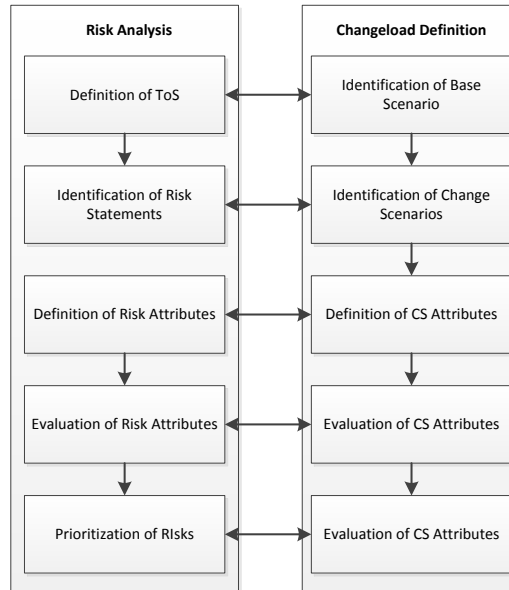 Risk Analysis
Changeload Definition
Definition of ToS
Identification of Base
Scenario
Identification of Risk
Statements
Identification of Change
Scenarios
Definition of Risk Attributes
Definition of CS Attributes
Evaluation of Risk Attributes
Evaluation of CS Attributes
Prioritization of RIsks
Evaluation of CS Attributes